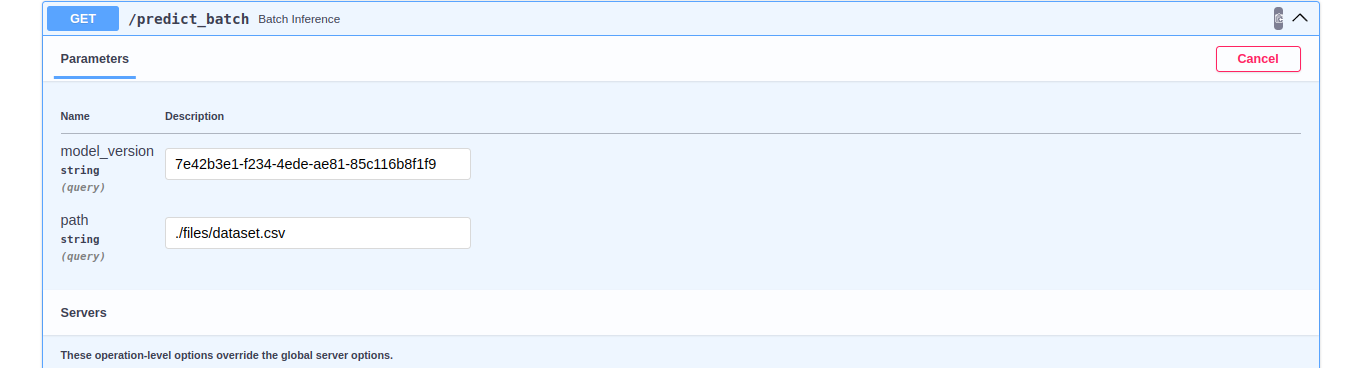 GET /predict_batch Batch Inference
Parameters Cancel
Name Description
model_version 7e42b3e1-f234-4ede-ae81-85c116b8f1f9
string
(query)
path ./files/dataset.csv
string
(query)
Servers
These operation-level options override the global server options.